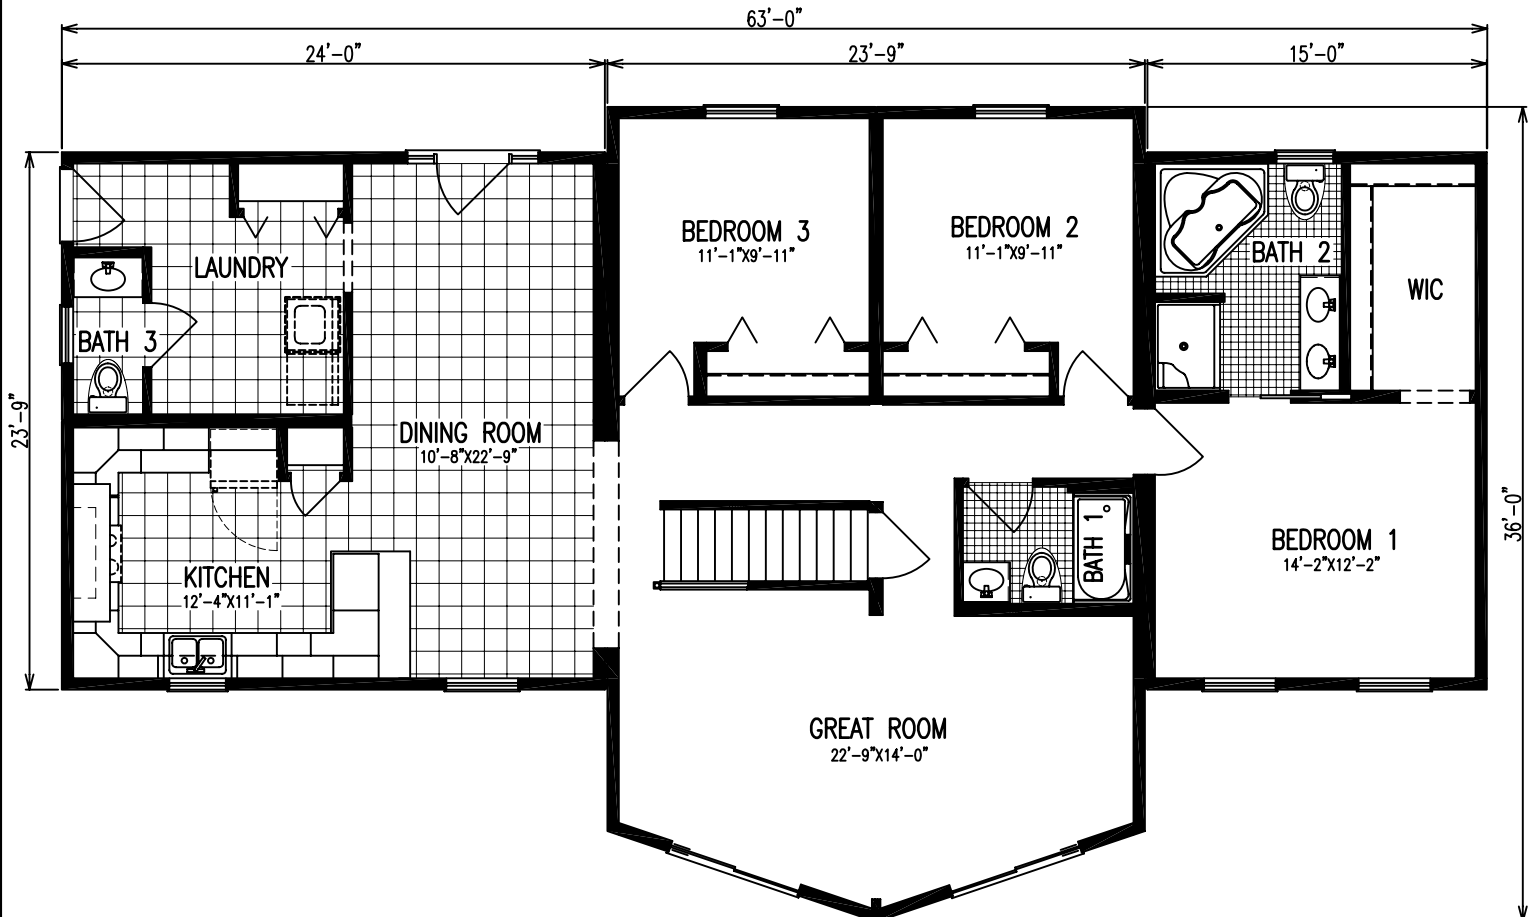 63'-0"
24'-0"
23'-9"
15'-0"
BEDROOM 3
11'-1"X9'-11"
BEDROOM 2
11'-1"X9'-11"
BATH 2
WIC
LAUNDRY
BATH 3
23'-9"
DINING ROOM
10'-8"X22'-9"
36'-0"
BATH 1
BEDROOM 1
14'-2"X12'-2"
KITCHEN
12'-4"X11'-1"
GREAT ROOM
22'-9"X14'-0"